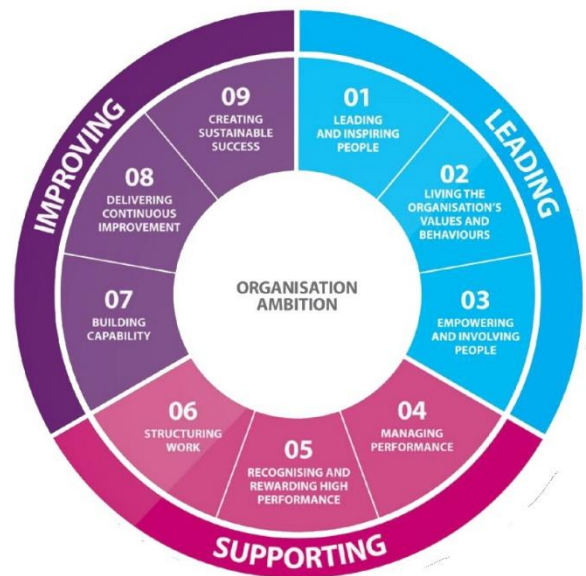 IMPROVING
LEADING
SUPPORTING
01
LEADING
AND INSPIRING
PEOPLE
02
LIVING THE
ORGANISATION'S
VALUES AND
BEHAVIOURS
03
EMPOWERING
AND INVOLVING
PEOPLE
04
MANAGING
PERFORMANCE
05
RECOGNISING AND
REWARDING HIGH
PERFORMANCE
06
STRUCTURING
WORK
07
BUILDING
CAPABILITY
08
DELIVERING
CONTINUOUS
IMPROVEMENT
09
CREATING
SUSTAINABLE
SUCCESS
ORGANISATION
AMBITION